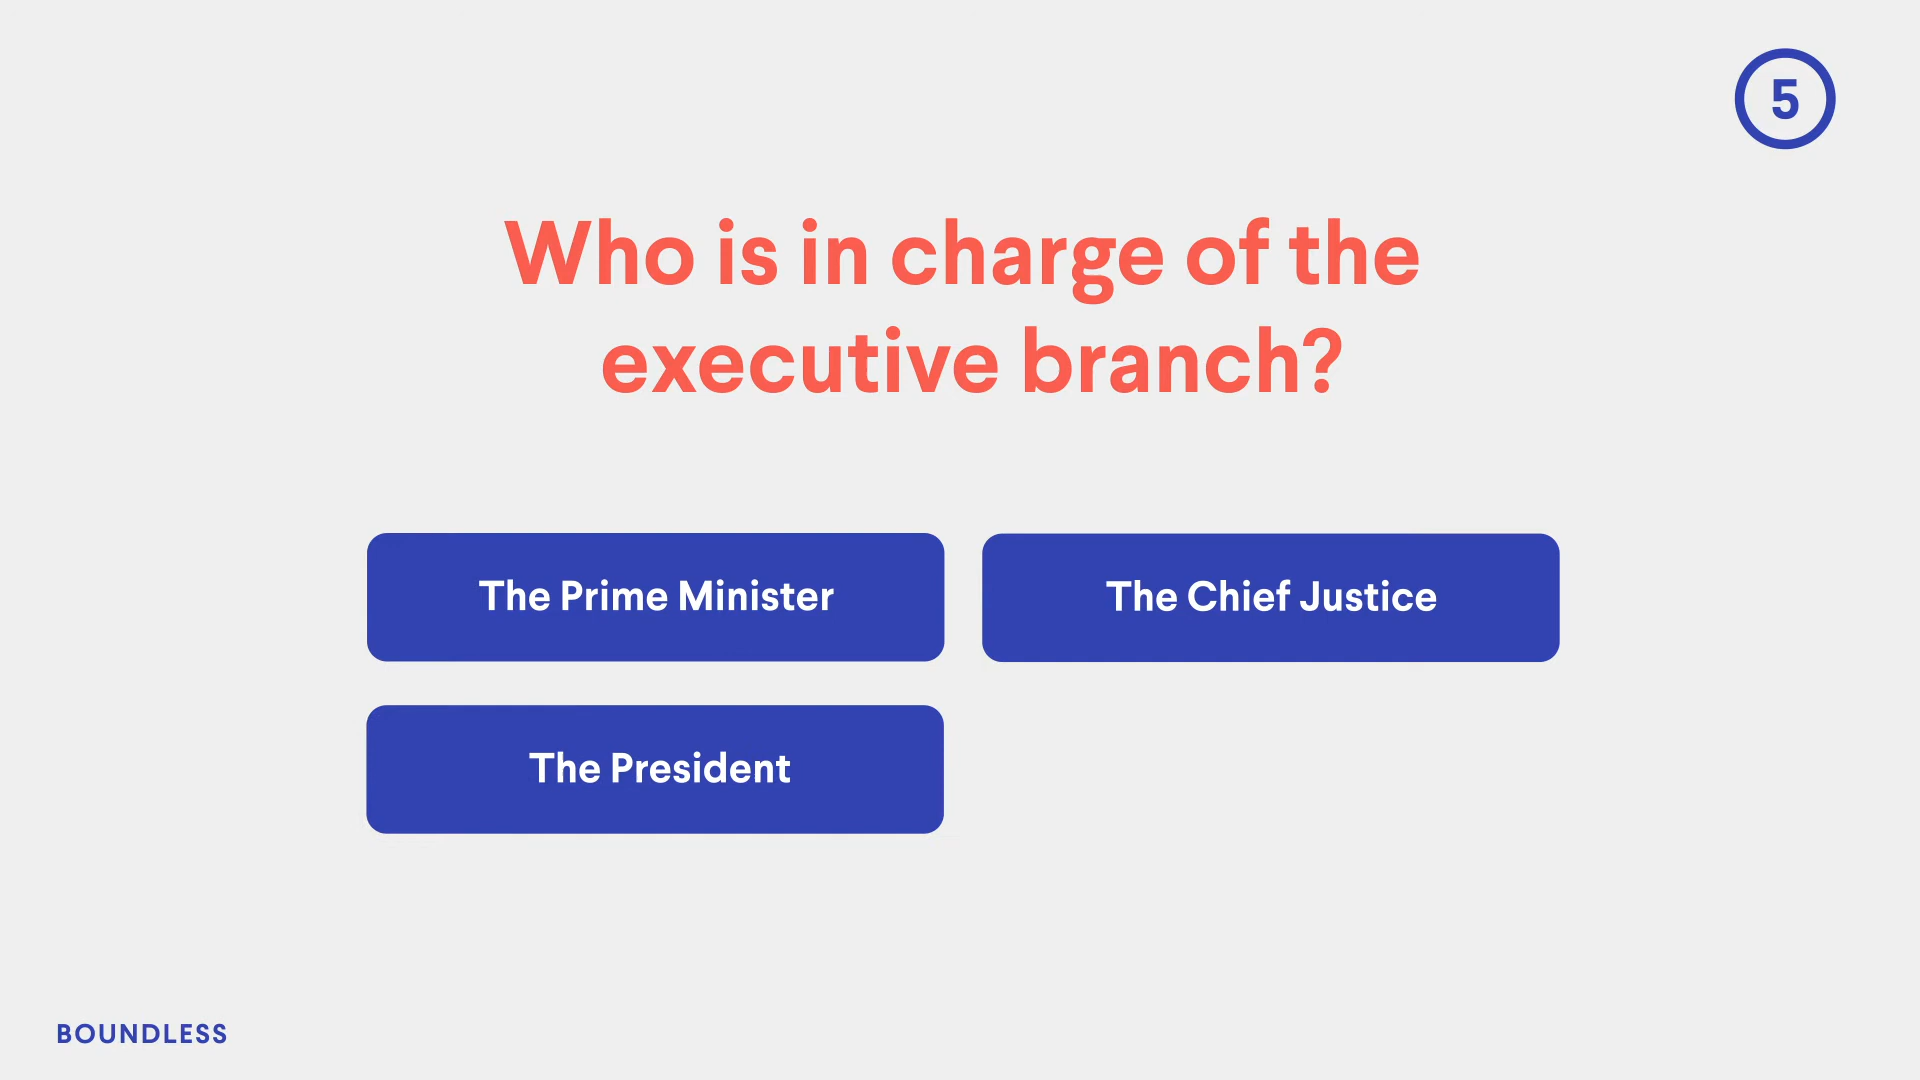 5
Who is in charge of the
executive branch?
The Prime Minister
The Chief Justice
The President
BOUNDLESS